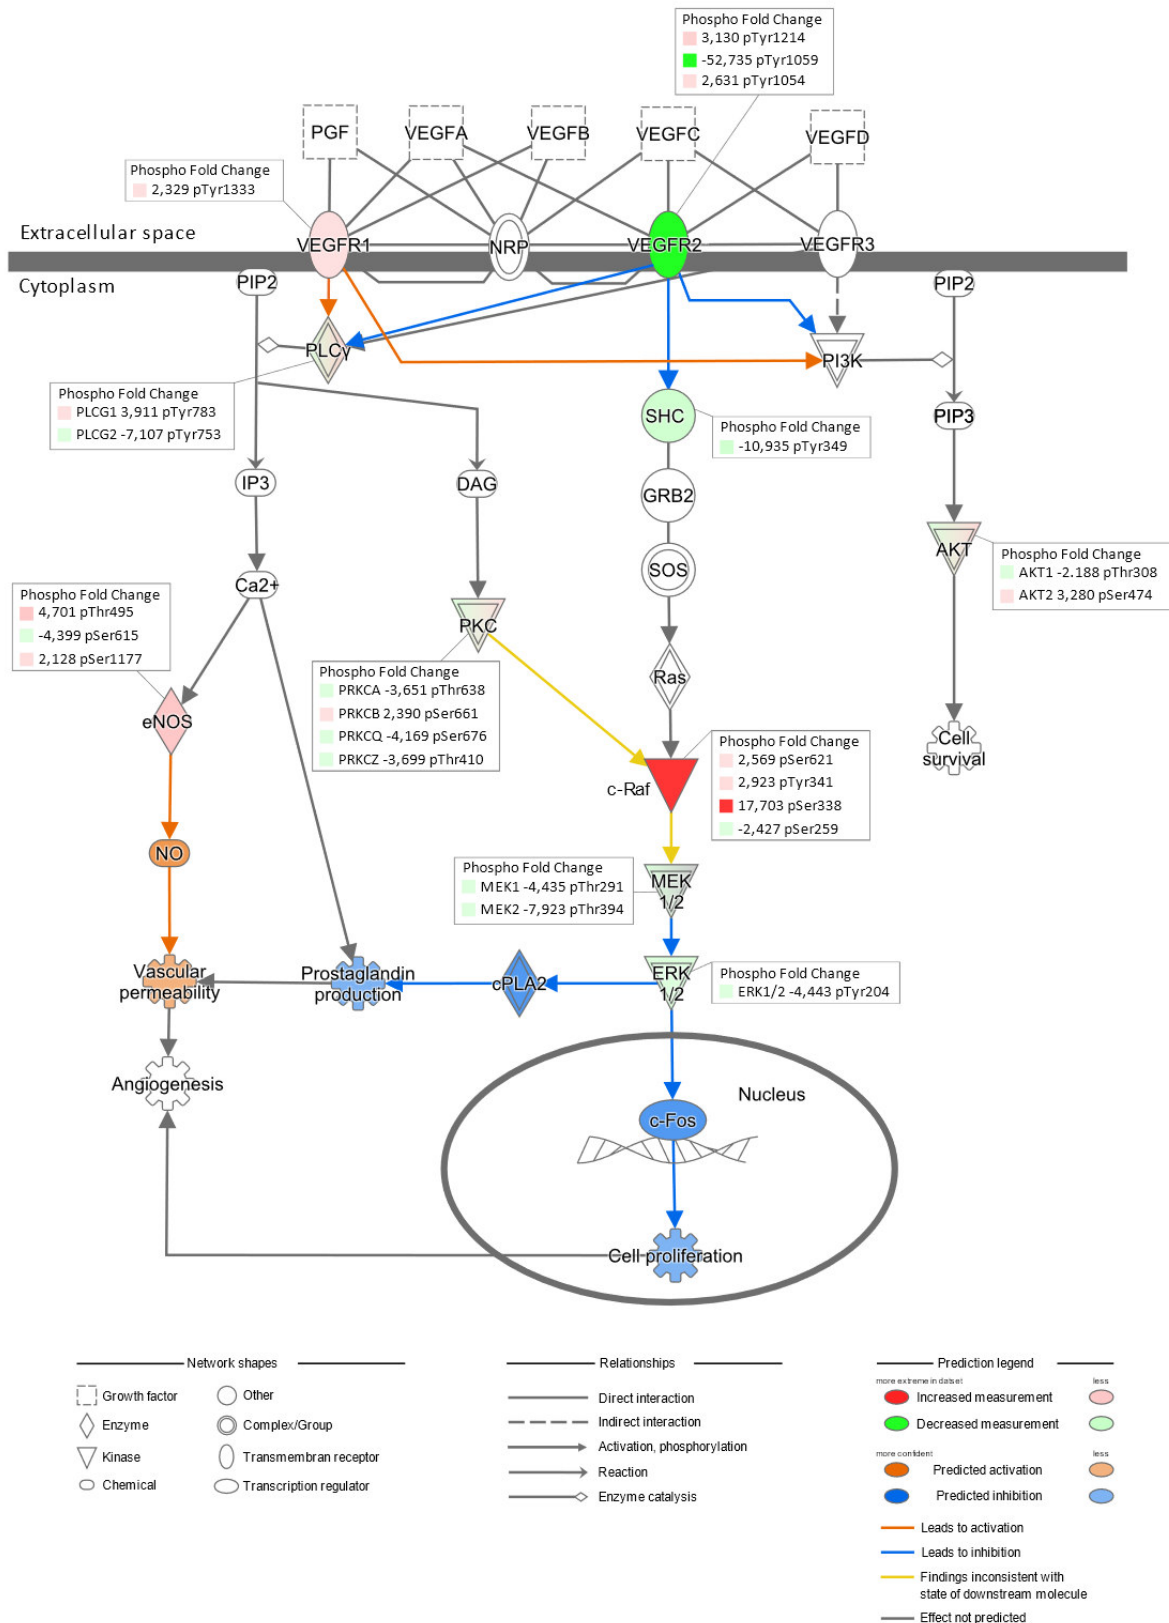 Phospho Fold Change
3,130 pTyr1214
-52,735 pTyr1059
2,631 pTyr1054
PGF
VEGFA
VEGFB
VEGFC
VEGFD
Phospho Fold Change
2,329 pTyr1333
Extracellular space
VEGFR1
NRP
VEGFR2
VEGFR3
Cytoplasm
PIP2
PIP2
PLCγ
PI3K
Phospho Fold Change
PLCG1 3,911 pTyr783
PLCG2 -7,107 pTyr753
SHC
Phospho Fold Change
-10,935 pTyr349
PIP3
IP3
DAG
GRB2
SOS
AKT
Phospho Fold Change
AKT1 -2.188 pThr308
AKT2 3,280 pSer474
Ca2+
Phospho Fold Change
4,701 pThr495
-4,399 pSer615
2,128 pSer1177
PKC
Phospho Fold Change
PRKCA -3,651 pThr638
PRKCB 2,390 pSer661
PRKCQ -4,169 pSer676
PRKCZ -3,699 pThr410
Ras
eNOS
Cell
survival
c-Raf
Phospho Fold Change
2,569 pSer621
2,923 pTyr341
17,703 pSer338
-2,427 pSer259
NO
Phospho Fold Change
MEK1 -4,435 pThr291
MEK2 -7,923 pThr394
MEK
1/2
Vascular
permeability
Prostaglandin
production
cPLA2
ERK
1/2
Phospho Fold Change
ERK1/2 -4,443 pTyr204
Angiogenesis
Nucleus
c-Fos
Cell proliferation
Network shapes
Growth factor
Other
Enzyme
Complex/Group
Kinase
Transmembran receptor
Chemical
Transcription regulator
Relationships
Direct interaction
Indirect interaction
Activation, phosphorylation
Reaction
Enzyme catalysis
Prediction legend
more extreme in datset
less
Increased measurement
Decreased measurement
more confident
less
Predicted activation
Predicted inhibition
Leads to activation
Leads to inhibition
Findings inconsistent with
state of downstream molecule
Effect not predicted